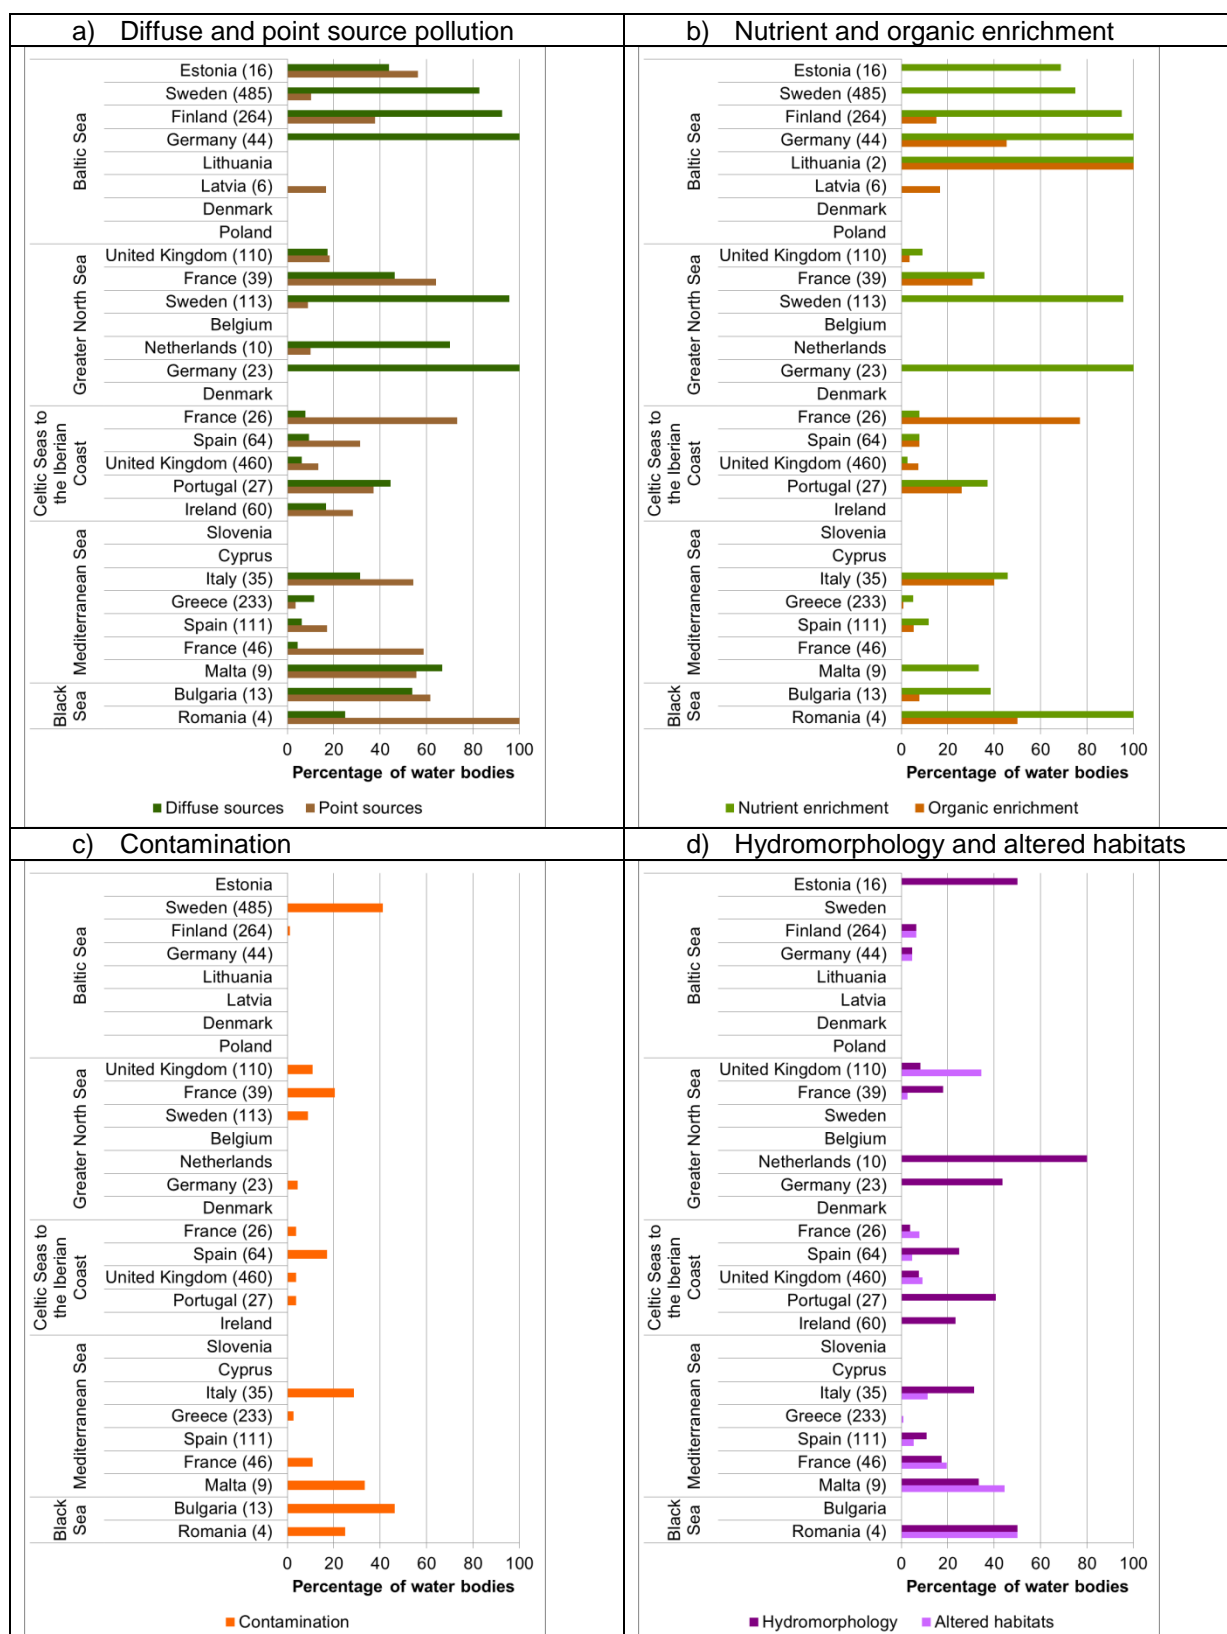 a) Diffuse and point source pollution
Baltic Sea
Estonia (16)
Sweden (485)
Finland (264)
Germany (44)
Lithuania
Latvia (6)
Denmark
Poland
Greater North Sea
United Kingdom (110)
France (39)
Sweden (113)
Belgium
Netherlands (10)
Germany (23)
Denmark
Celtic Seas to
the Iberian
Coast
France (26)
Spain (64)
United Kingdom (460)
Portugal (27)
Ireland (60)
Mediterranean Sea
Slovenia
Cyprus
Italy (35)
Greece (233)
Spain (111)
France (46)
Malta (9)
Black
Sea
Bulgaria (13)
Romania (4)
0 20 40 60 80 100
Percentage of water bodies
Diffuse sources Point sources
b) Nutrient and organic enrichment
Baltic Sea
Estonia (16)
Sweden (485)
Finland (264)
Germany (44)
Lithuania (2)
Latvia (6)
Denmark
Poland
Greater North Sea
United Kingdom (110)
France (39)
Sweden (113)
Belgium
Netherlands
Germany (23)
Denmark
Celtic Seas to
the Iberian
Coast
France (26)
Spain (64)
United Kingdom (460)
Portugal (27)
Ireland
Mediterranean Sea
Slovenia
Cyprus
Italy (35)
Greece (233)
Spain (111)
France (46)
Malta (9)
Black
Sea
Bulgaria (13)
Romania (4)
0 20 40 60 80 100
Percentage of water bodies
Nutrient enrichment Organic enrichment
c) Contamination
Baltic Sea
Estonia
Sweden (485)
Finland (264)
Germany (44)
Lithuania
Latvia
Denmark
Poland
Greater North Sea
United Kingdom (110)
France (39)
Sweden (113)
Belgium
Netherlands
Germany (23)
Denmark
Celtic Seas to
the Iberian
Coast
France (26)
Spain (64)
United Kingdom (460)
Portugal (27)
Ireland
Mediterranean Sea
Slovenia
Cyprus
Italy (35)
Greece (233)
Spain (111)
France (46)
Malta (9)
Black
Sea
Bulgaria (13)
Romania (4)
0 20 40 60 80 100
Percentage of water bodies
Contamination
d) Hydromorphology and altered habitats
Baltic Sea
Estonia (16)
Sweden
Finland (264)
Germany (44)
Lithuania
Latvia
Denmark
Poland
Greater North Sea
United Kingdom (110)
France (39)
Sweden
Belgium
Netherlands (10)
Germany (23)
Denmark
Celtic Seas to
the Iberian
Coast
France (26)
Spain (64)
United Kingdom (460)
Portugal (27)
Ireland (60)
Mediterranean Sea
Slovenia
Cyprus
Italy (35)
Greece (233)
Spain (111)
France (46)
Malta (9)
Black
Sea
Bulgaria
Romania (4)
0 20 40 60 80 100
Percentage of water bodies
Hydromorphology Altered habitats